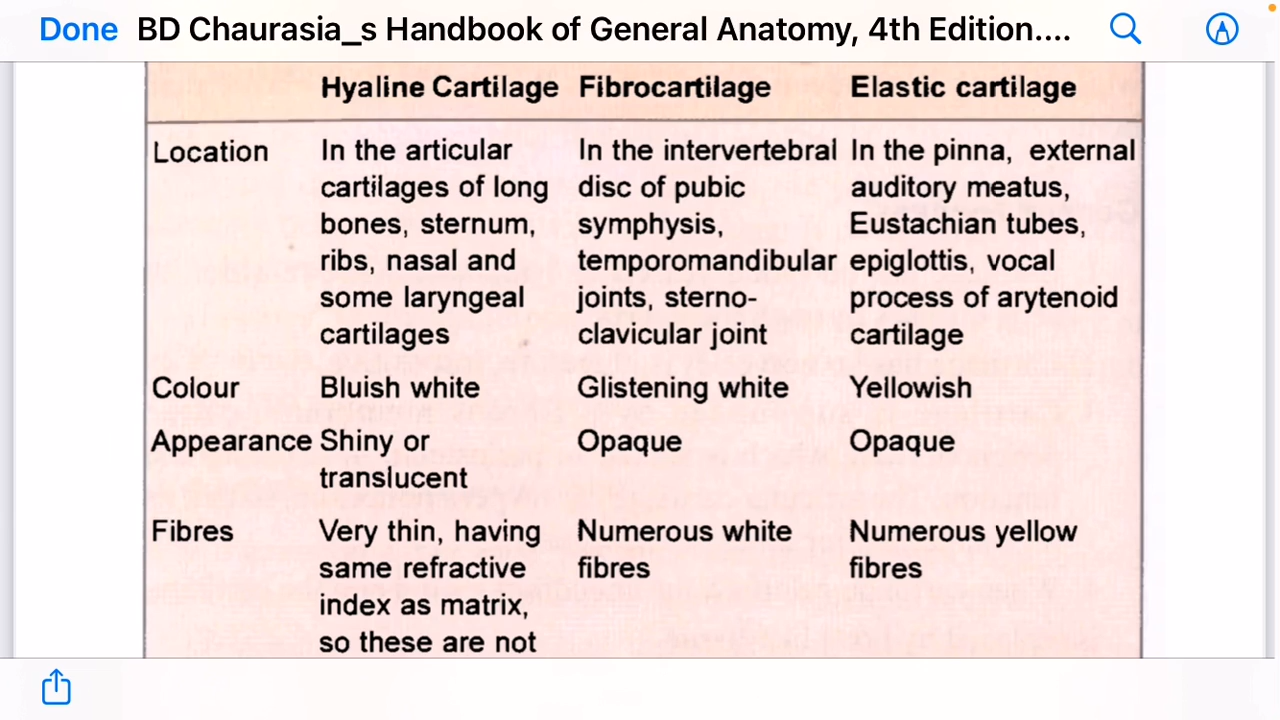 Done BD Chaurasia_s Handbook of General Anatomy, 4th Edition....
Hyaline Cartilage Fibrocartilage Elastic cartilage
Location In the articular In the intervertebral In the pinna, external
cartilages of long disc of pubic auditory meatus,
bones, sternum, symphysis, Eustachian tubes,
ribs, nasal and temporomandibular epiglottis, vocal
some laryngeal joints, sterno- process of arytenoid
cartilages clavicular joint cartilage
Colour Bluish white Glistening white Yellowish
Appearance Shiny or Opaque Opaque
translucent
Fibres Very thin, having Numerous white Numerous yellow
same refractive fibres fibres
index as matrix,
so these are not